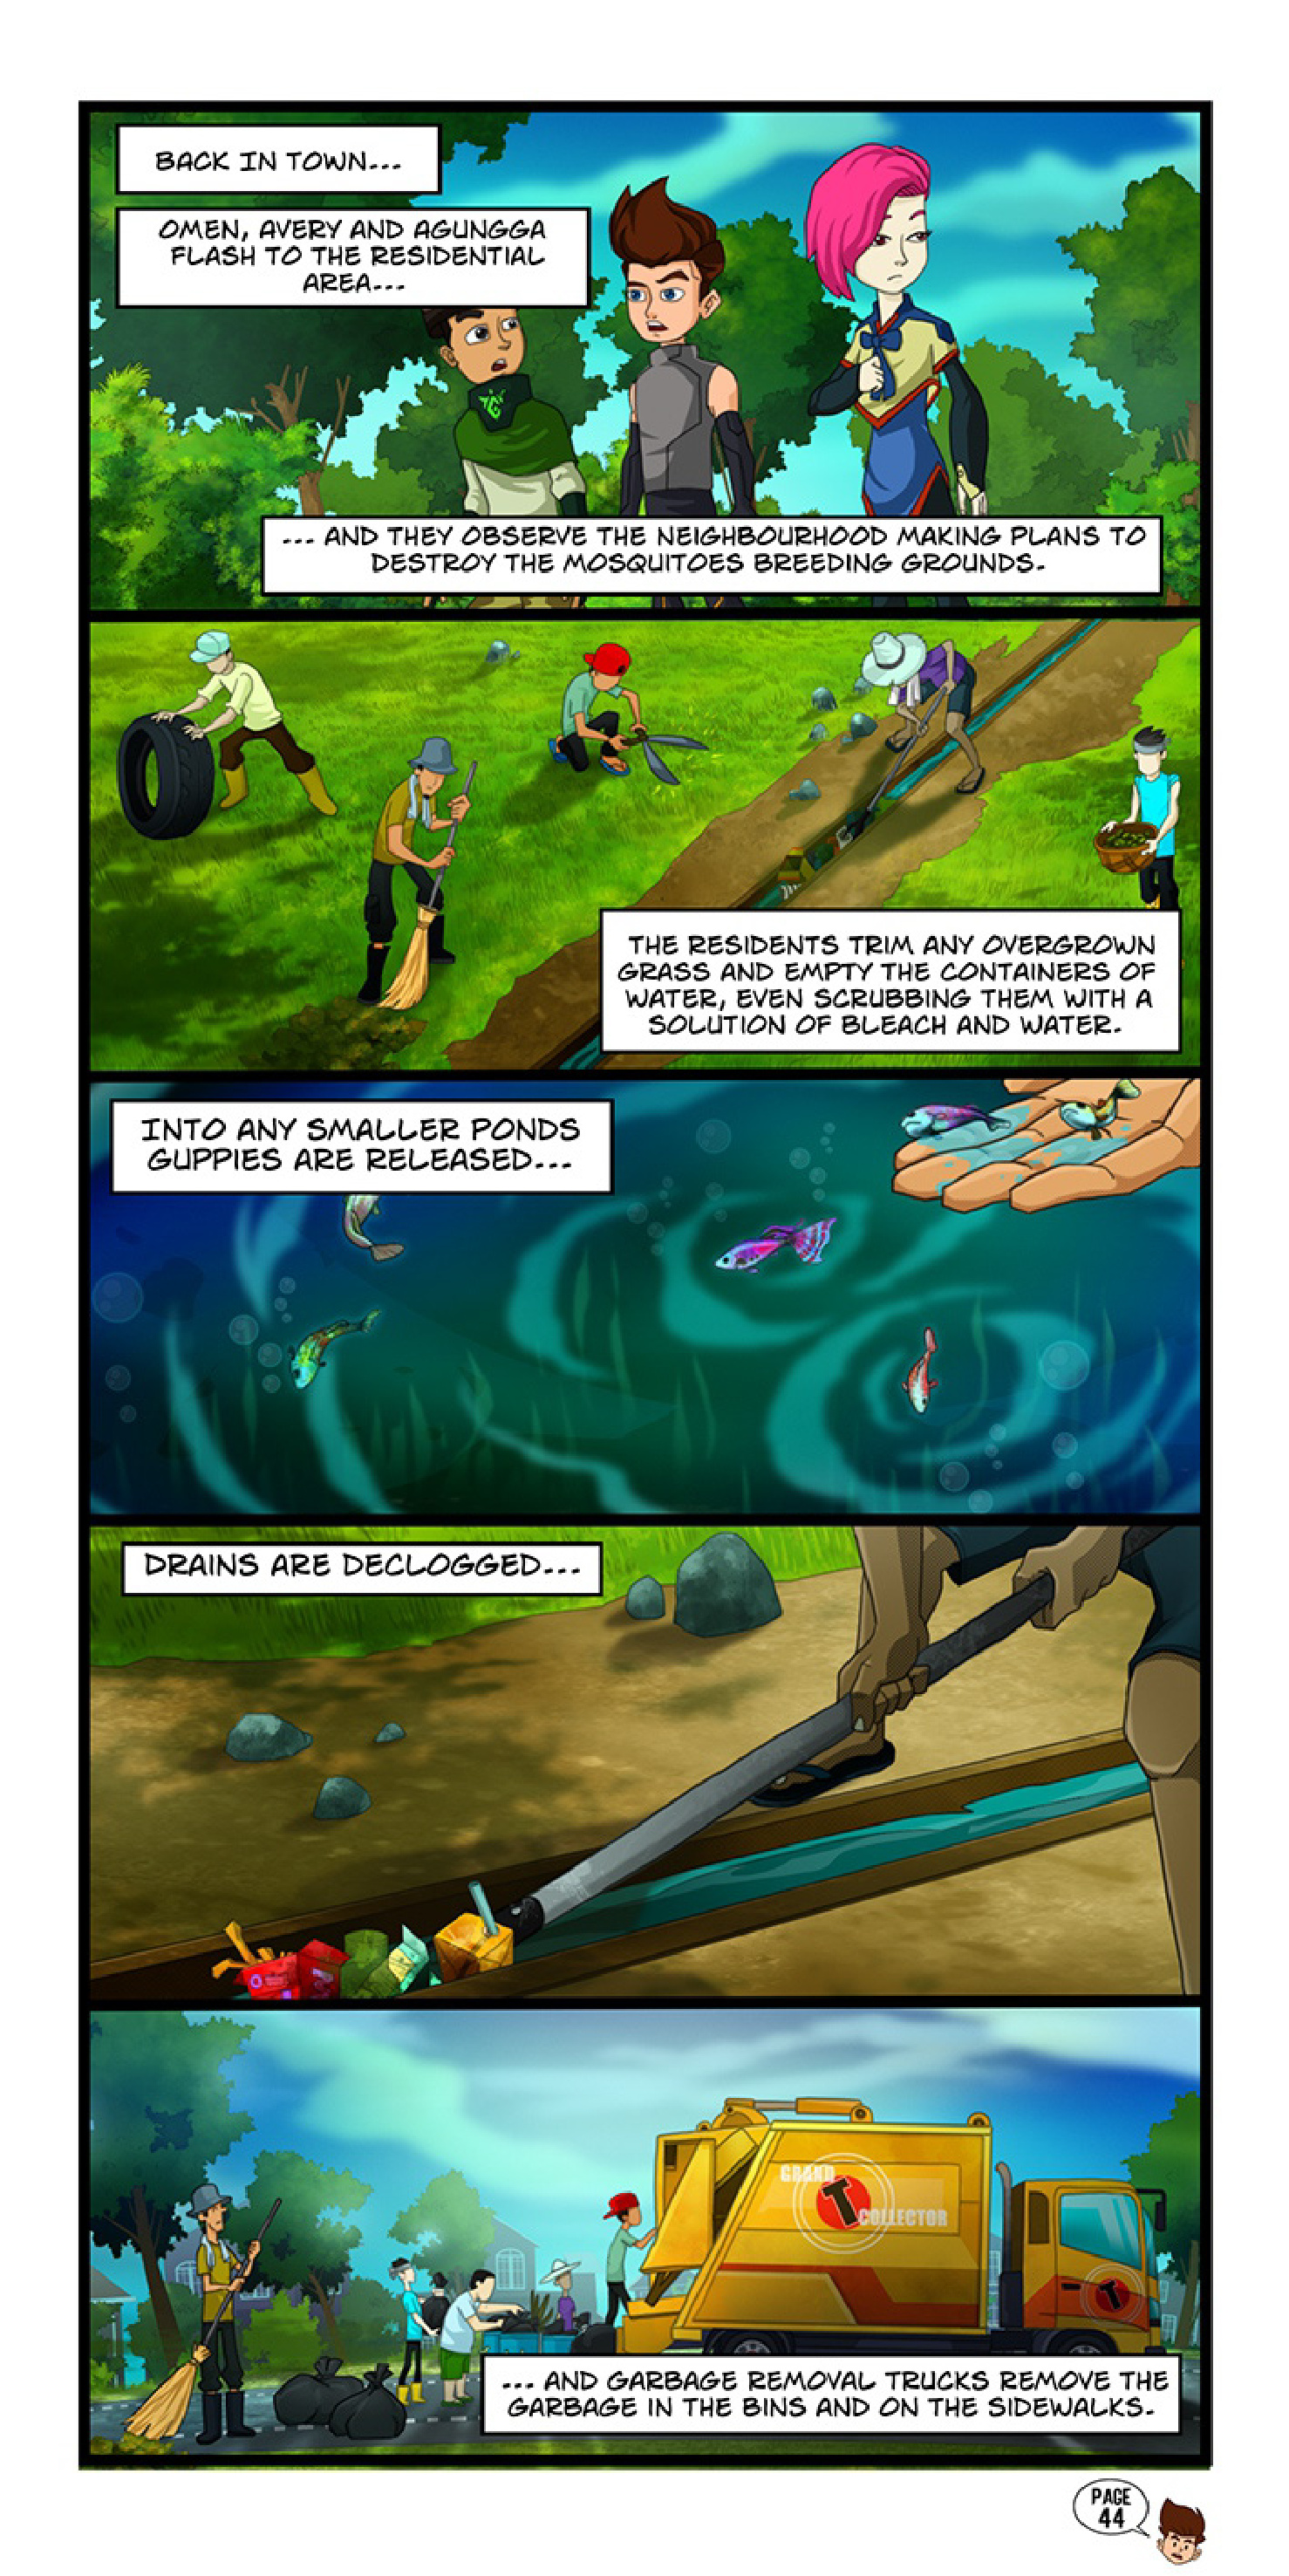 BACK IN TOWN...
OMEN, AVERY AND AGUNGGA
FLASH TO THE RESIDENTIAL
AREA...
... AND THEY OBSERVE THE NEIGHBOURHOOD MAKING PLANS TO
DESTROY THE MOSQUITOES BREEDING GROUNDS.
THE RESIDENTS TRIM ANY OVERGROWN
GRASS AND EMPTY THE CONTAINERS OF
WATER, EVEN SCRUBBING THEM WITH A
SOLUTION OF BLEACH AND WATER.
INTO ANY SMALLER PONDS
GUPPIES ARE RELEASED...
DRAINS ARE DECLOGGED...
GRAND
T
COLLECTOR
T
... AND GARBAGE REMOVAL TRUCKS REMOVE THE
GARBAGE IN THE BINS AND ON THE SIDEWALKS.
PAGE
44